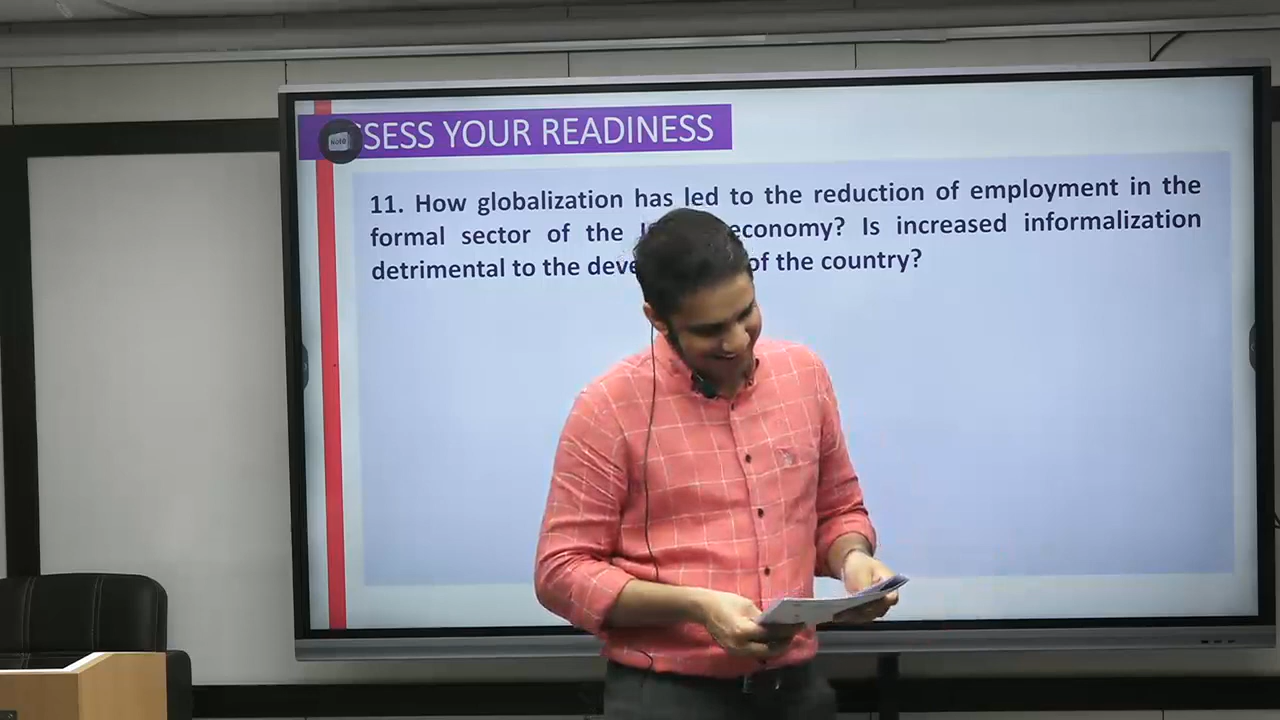 SESS YOUR READINESS
Note
11. How globalization has led to the reduction of employment in the
formal sector of the economy? Is increased informalization
detrimental to the of the country?